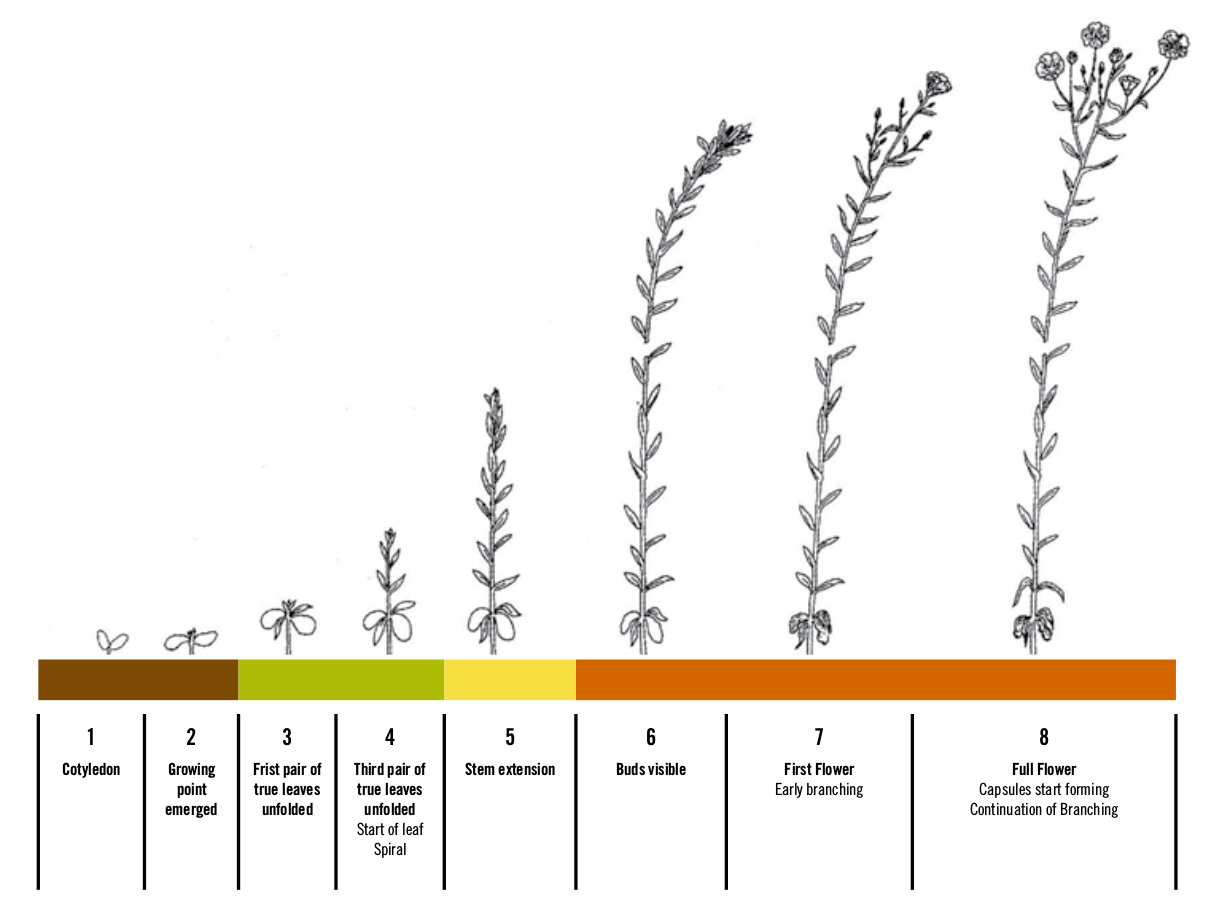 1
Cotyledon
2
Growing
point
emerged
3
Frist pair of
true leaves
unfolded
4
Third pair of
true leaves
unfolded
Start of leaf
Spiral
5
Stem extension
6
Buds visible
7
First Flower
Early branching
8
Full Flower
Capsules start forming
Continuation of Branching